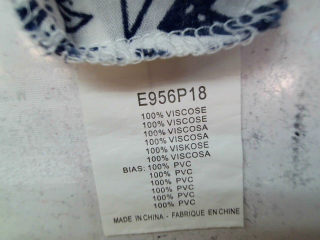 E956P18
100% VISCOSE
100% VISCOSE
100% VISCOSA
100% VISCOSA
100% VISKOSE
100% VISCOSA
BIAS: 100% PVC
100% PVC
100% PVC
100% PVC
100% PVC
100% PVC
MADE IN CHINA - FABRIQUE EN CHINE